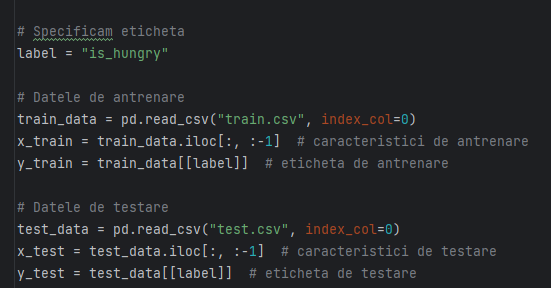 # Specificam eticheta
label = "is_hungry"
# Datele de antrenare
train_data = pd.read_csv("train.csv", index_col=0)
x_train = train_data.iloc[:, :-1]  # caracteristici de antrenare
y_train = train_data[[label]]  # eticheta de antrenare
# Datele de testare
test_data = pd.read_csv("test.csv", index_col=0)
x_test = test_data.iloc[:, :-1]  # caracteristici de testare
y_test = test_data[[label]]  # eticheta de testare